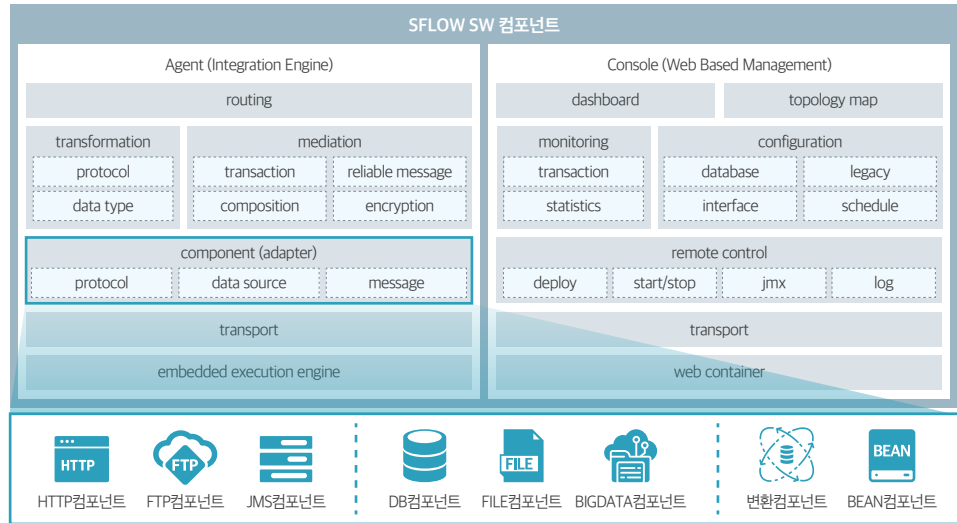 SFLOW SW 컴포넌트
Agent (Integration Engine)
routing
transformation
protocol
data type
mediation
transaction
reliable message
composition
encryption
component (adapter)
protocol
data source
message
transport
embedded execution engine
Console (Web Based Management)
dashboard
topology map
monitoring
transaction
statistics
configuration
database
legacy
interface
schedule
remote control
deploy
start/stop
jmx
log
transport
web container
HTTP
HTTP컴포넌트
FTP
FTP컴포넌트
JMS컴포넌트
DB컴포넌트
FILE
FILE컴포넌트
BIGDATA컴포넌트
변환컴포넌트
BEAN
BEAN컴포넌트